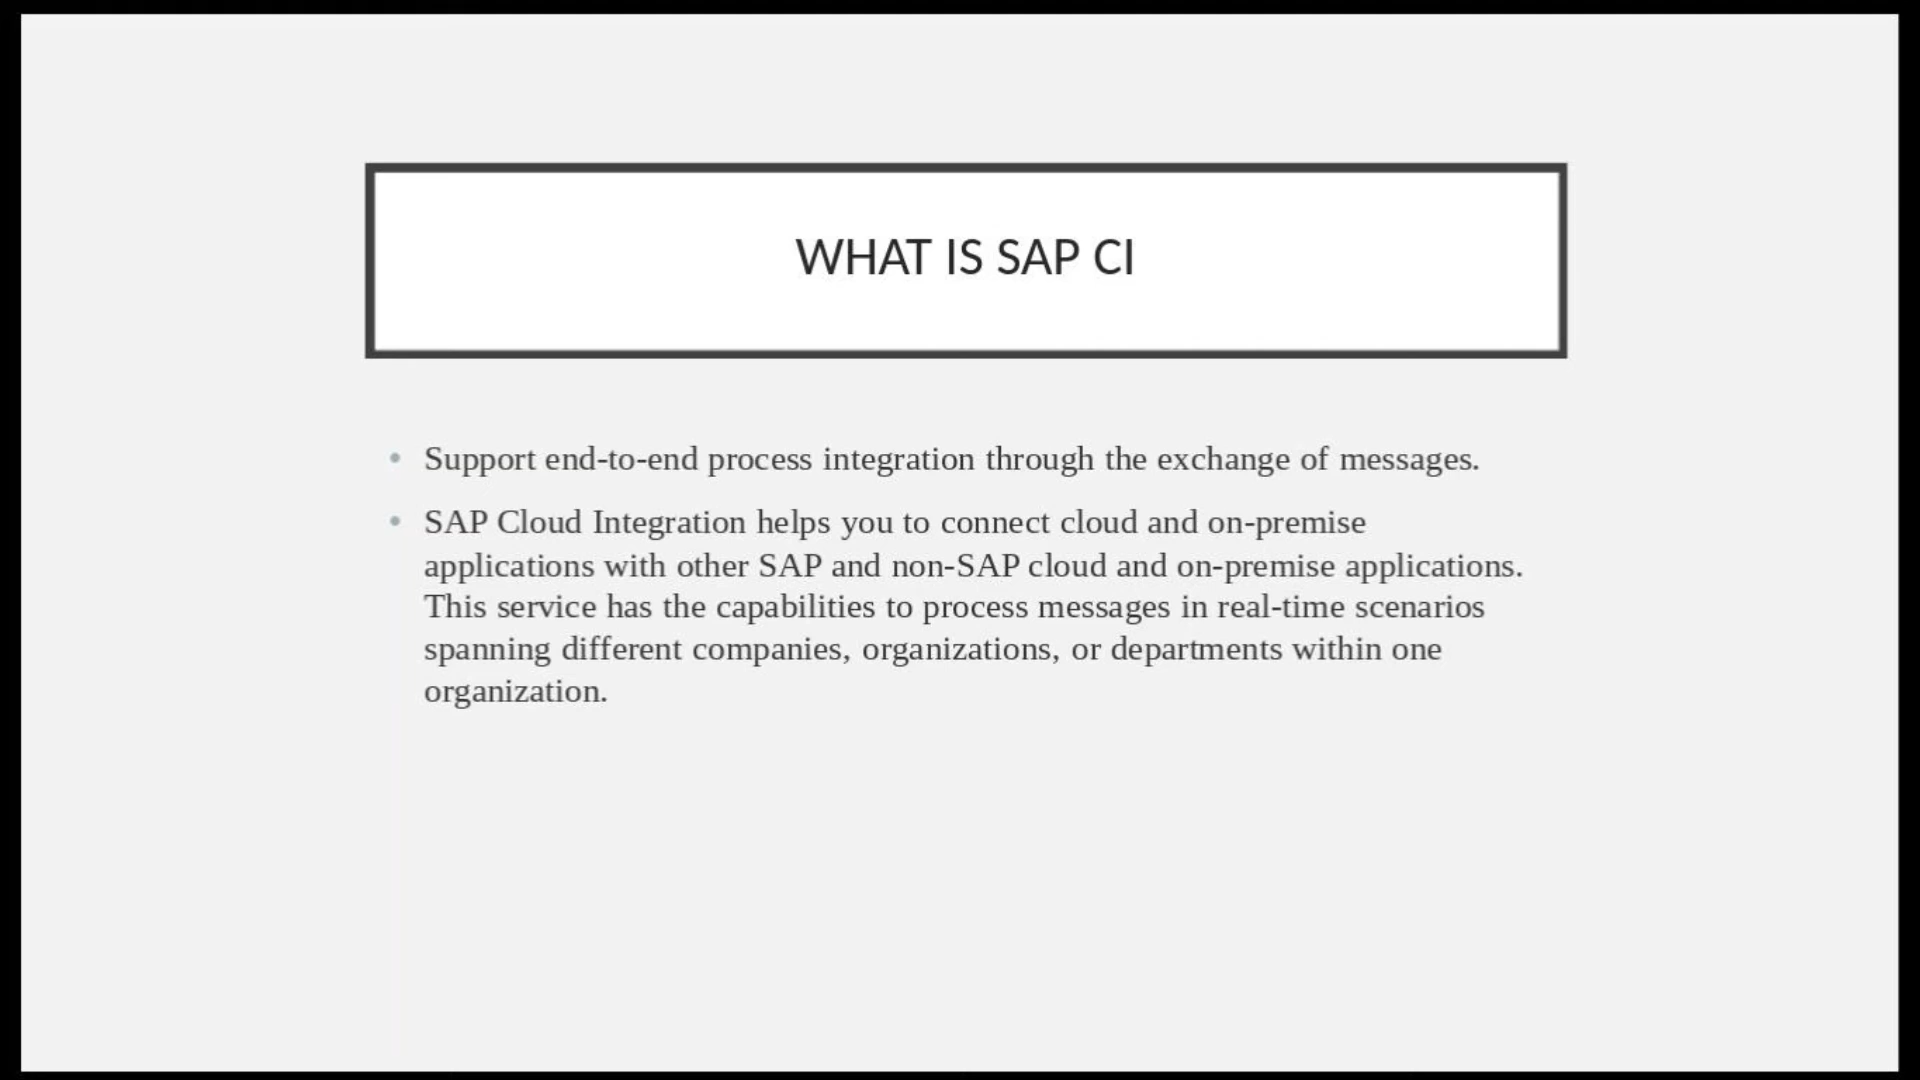 WHAT IS SAP CI
• Support end-to-end process integration through the exchange of messages.
• SAP Cloud Integration helps you to connect cloud and on-premise
applications with other SAP and non-SAP cloud and on-premise applications.
This service has the capabilities to process messages in real-time scenarios
spanning different companies, organizations, or departments within one
organization.